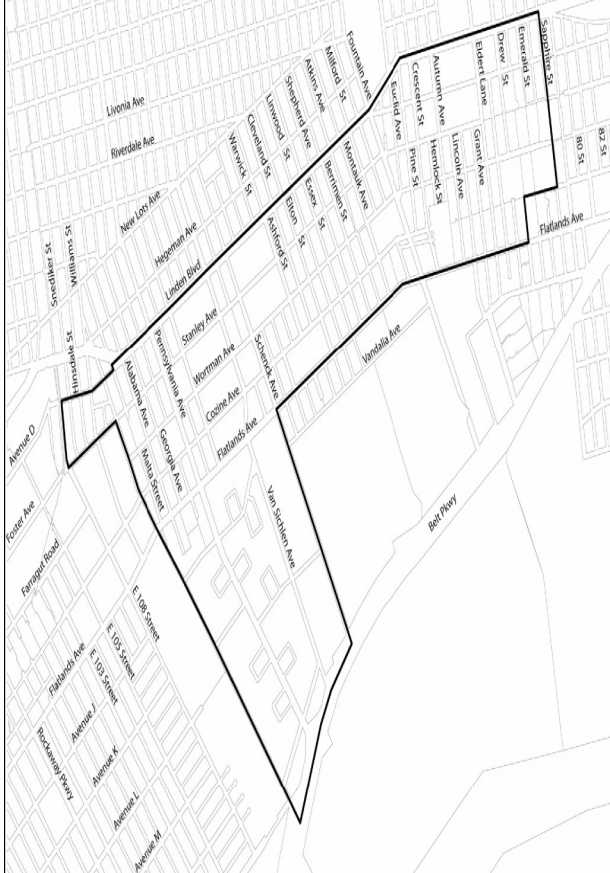 Fountain Ave
Milford St
Atkins Ave
Shepherd Ave
Linwood St
Cleveland St
Warwick St
Livonia Ave
Riverdale Ave
New Lots Ave
Hegeman Ave
Linden Blvd
Williams St
Snediker St
Hinsdale St
Sapphire St
Emerald St
Drew St
Eldert Lane
Autumn Ave
Crescent St
Euclid Ave
Grant Ave
Lincoln Ave
Hemlock St
Pine St
82 St
80 St
Flatlands Ave
Montauk Ave
Berrimen St
Essex St
Elton St
Ashford St
Stanley Ave
Wortman Ave
Cozine Ave
Flatlands Ave
Schenck Ave
Vandalia Ave
Pennsylvania Ave
Alabama Ave
Georgia Ave
Malta Street
Van Sichlen Ave
Belt Pkwy
Avenue D
Foster Ave
Farragut Road
E 108 Street
E 105 Street
E 103 Street
Flatlands Ave
Avenue J
Rockaway Pkwy
Avenue K
Avenue L
Avenue M